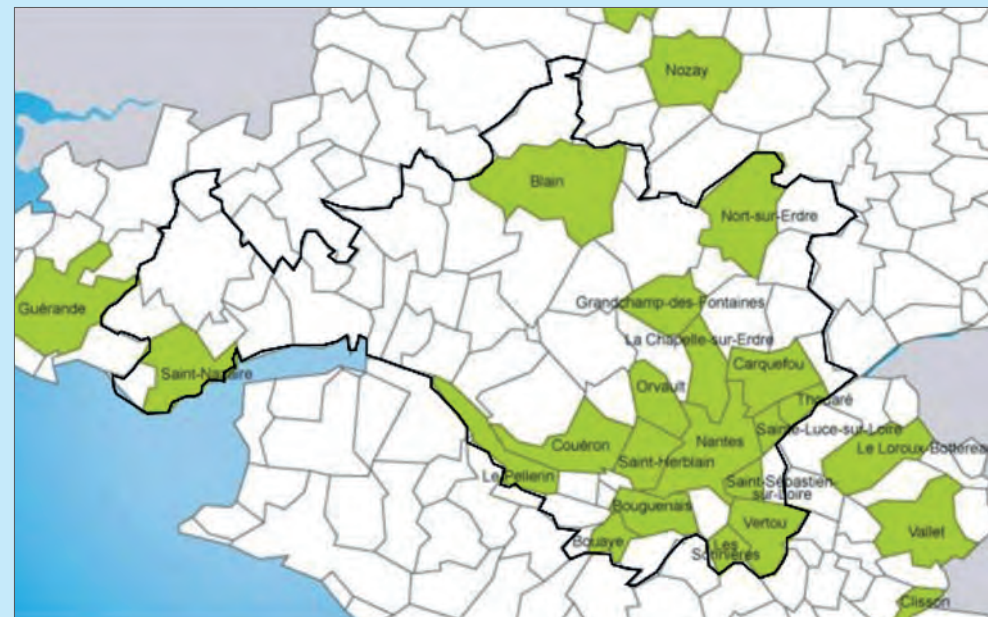 Nozay
Blain
Nort-sur-Erdre
Guérande
Grandchamp-des-Fontaines
La Chapelle-sur-Erdre
Saint-Nazaire
Carquefou
Orvault
Thouaré
Sainte-Luce-sur-Loire
Couëron
Nantes
Le Loroux-Bottereau
Saint-Herblain
Le Pellerin
Saint-Sébastien
sur-Loire
Bouguenais
Vertou
Vallet
Bouaye
Les
Sorinières
Clisson